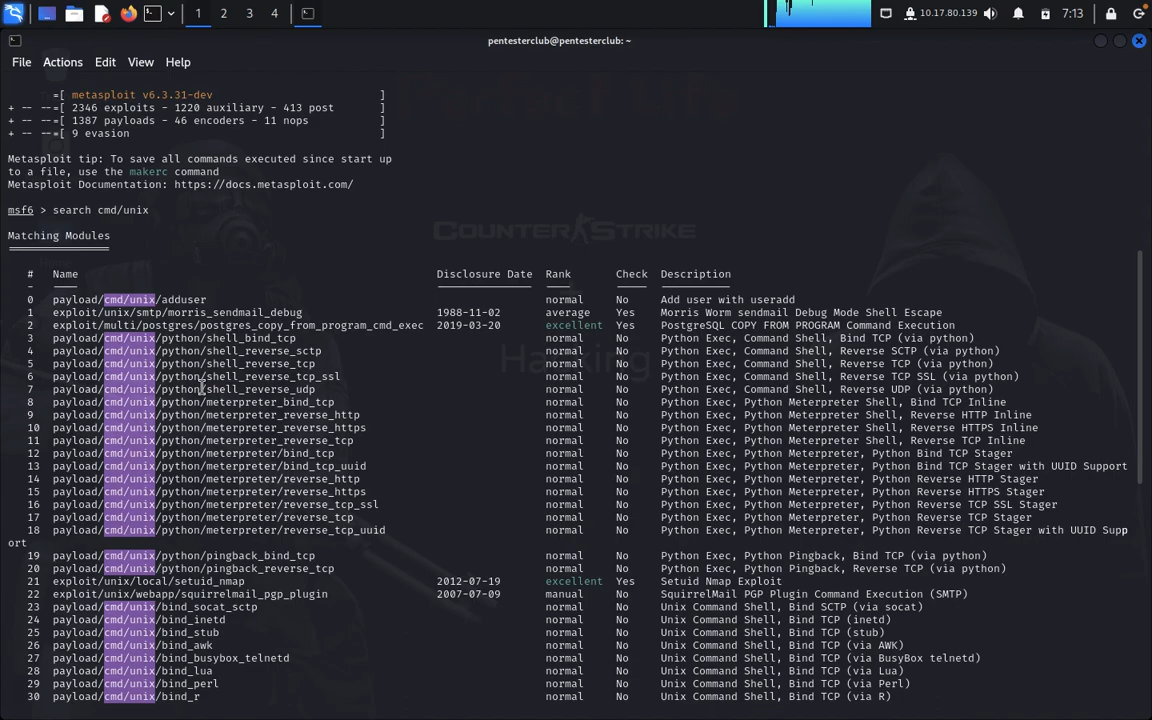 1 2 3 4 10.17.80.139 7:13
pentesterclub@pentesterclub: ~
File Actions Edit View Help
=[ metasploit v6.3.31-dev ]
+ -- --=[ 2346 exploits - 1220 auxiliary - 413 post ]
+ -- --=[ 1387 payloads - 46 encoders - 11 nops ]
+ -- --=[ 9 evasion ]
Metasploit tip: To save all commands executed since start up
to a file, use the makerc command
Metasploit Documentation: https://docs.metasploit.com/
msf6 > search cmd/unix
COUNTER STRIKE
Matching Modules
================
# Name Disclosure Date Rank Check Description
- ---- --------------- ---- ----- -----------
0 payload/cmd/unix/adduser normal No Add user with useradd
1 exploit/unix/smtp/morris_sendmail_debug 1988-11-02 average Yes Morris Worm sendmail Debug Mode Shell Escape
2 exploit/multi/postgres/postgres_copy_from_program_cmd_exec 2019-03-20 excellent Yes PostgreSQL COPY FROM PROGRAM Command Execution
3 payload/cmd/unix/python/shell_bind_tcp normal No Python Exec, Command Shell, Bind TCP (via python)
4 payload/cmd/unix/python/shell_reverse_sctp normal No Python Exec, Command Shell, Reverse SCTP (via python)
Hacking
5 payload/cmd/unix/python/shell_reverse_tcp normal No Python Exec, Command Shell, Reverse TCP (via python)
6 payload/cmd/unix/python/shell_reverse_tcp_ssl normal No Python Exec, Command Shell, Reverse TCP SSL (via python)
7 payload/cmd/unix/python/shell_reverse_udp normal No Python Exec, Command Shell, Reverse UDP (via python)
8 payload/cmd/unix/python/meterpreter_bind_tcp normal No Python Exec, Python Meterpreter Shell, Bind TCP Inline
9 payload/cmd/unix/python/meterpreter_reverse_http normal No Python Exec, Python Meterpreter Shell, Reverse HTTP Inline
10 payload/cmd/unix/python/meterpreter_reverse_https normal No Python Exec, Python Meterpreter Shell, Reverse HTTPS Inline
11 payload/cmd/unix/python/meterpreter_reverse_tcp normal No Python Exec, Python Meterpreter Shell, Reverse TCP Inline
12 payload/cmd/unix/python/meterpreter/bind_tcp normal No Python Exec, Python Meterpreter, Python Bind TCP Stager
13 payload/cmd/unix/python/meterpreter/bind_tcp_uuid normal No Python Exec, Python Meterpreter, Python Bind TCP Stager with UUID Support
14 payload/cmd/unix/python/meterpreter/reverse_http normal No Python Exec, Python Meterpreter, Python Reverse HTTP Stager
15 payload/cmd/unix/python/meterpreter/reverse_https normal No Python Exec, Python Meterpreter, Python Reverse HTTPS Stager
16 payload/cmd/unix/python/meterpreter/reverse_tcp_ssl normal No Python Exec, Python Meterpreter, Python Reverse TCP SSL Stager
17 payload/cmd/unix/python/meterpreter/reverse_tcp normal No Python Exec, Python Meterpreter, Python Reverse TCP Stager
18 payload/cmd/unix/python/meterpreter/reverse_tcp_uuid normal No Python Exec, Python Meterpreter, Python Reverse TCP Stager with UUID Supp
ort
19 payload/cmd/unix/python/pingback_bind_tcp normal No Python Exec, Python Pingback, Bind TCP (via python)
20 payload/cmd/unix/python/pingback_reverse_tcp normal No Python Exec, Python Pingback, Reverse TCP (via python)
21 exploit/unix/local/setuid_nmap 2012-07-19 excellent Yes Setuid Nmap Exploit
22 exploit/unix/webapp/squirrelmail_pgp_plugin 2007-07-09 manual No SquirrelMail PGP Plugin Command Execution (SMTP)
23 payload/cmd/unix/bind_socat_sctp normal No Unix Command Shell, Bind SCTP (via socat)
24 payload/cmd/unix/bind_inetd normal No Unix Command Shell, Bind TCP (inetd)
25 payload/cmd/unix/bind_stub normal No Unix Command Shell, Bind TCP (stub)
26 payload/cmd/unix/bind_awk normal No Unix Command Shell, Bind TCP (via AWK)
27 payload/cmd/unix/bind_busybox_telnetd normal No Unix Command Shell, Bind TCP (via BusyBox telnetd)
28 payload/cmd/unix/bind_lua normal No Unix Command Shell, Bind TCP (via Lua)
29 payload/cmd/unix/bind_perl normal No Unix Command Shell, Bind TCP (via Perl)
30 payload/cmd/unix/bind_r normal No Unix Command Shell, Bind TCP (via R)